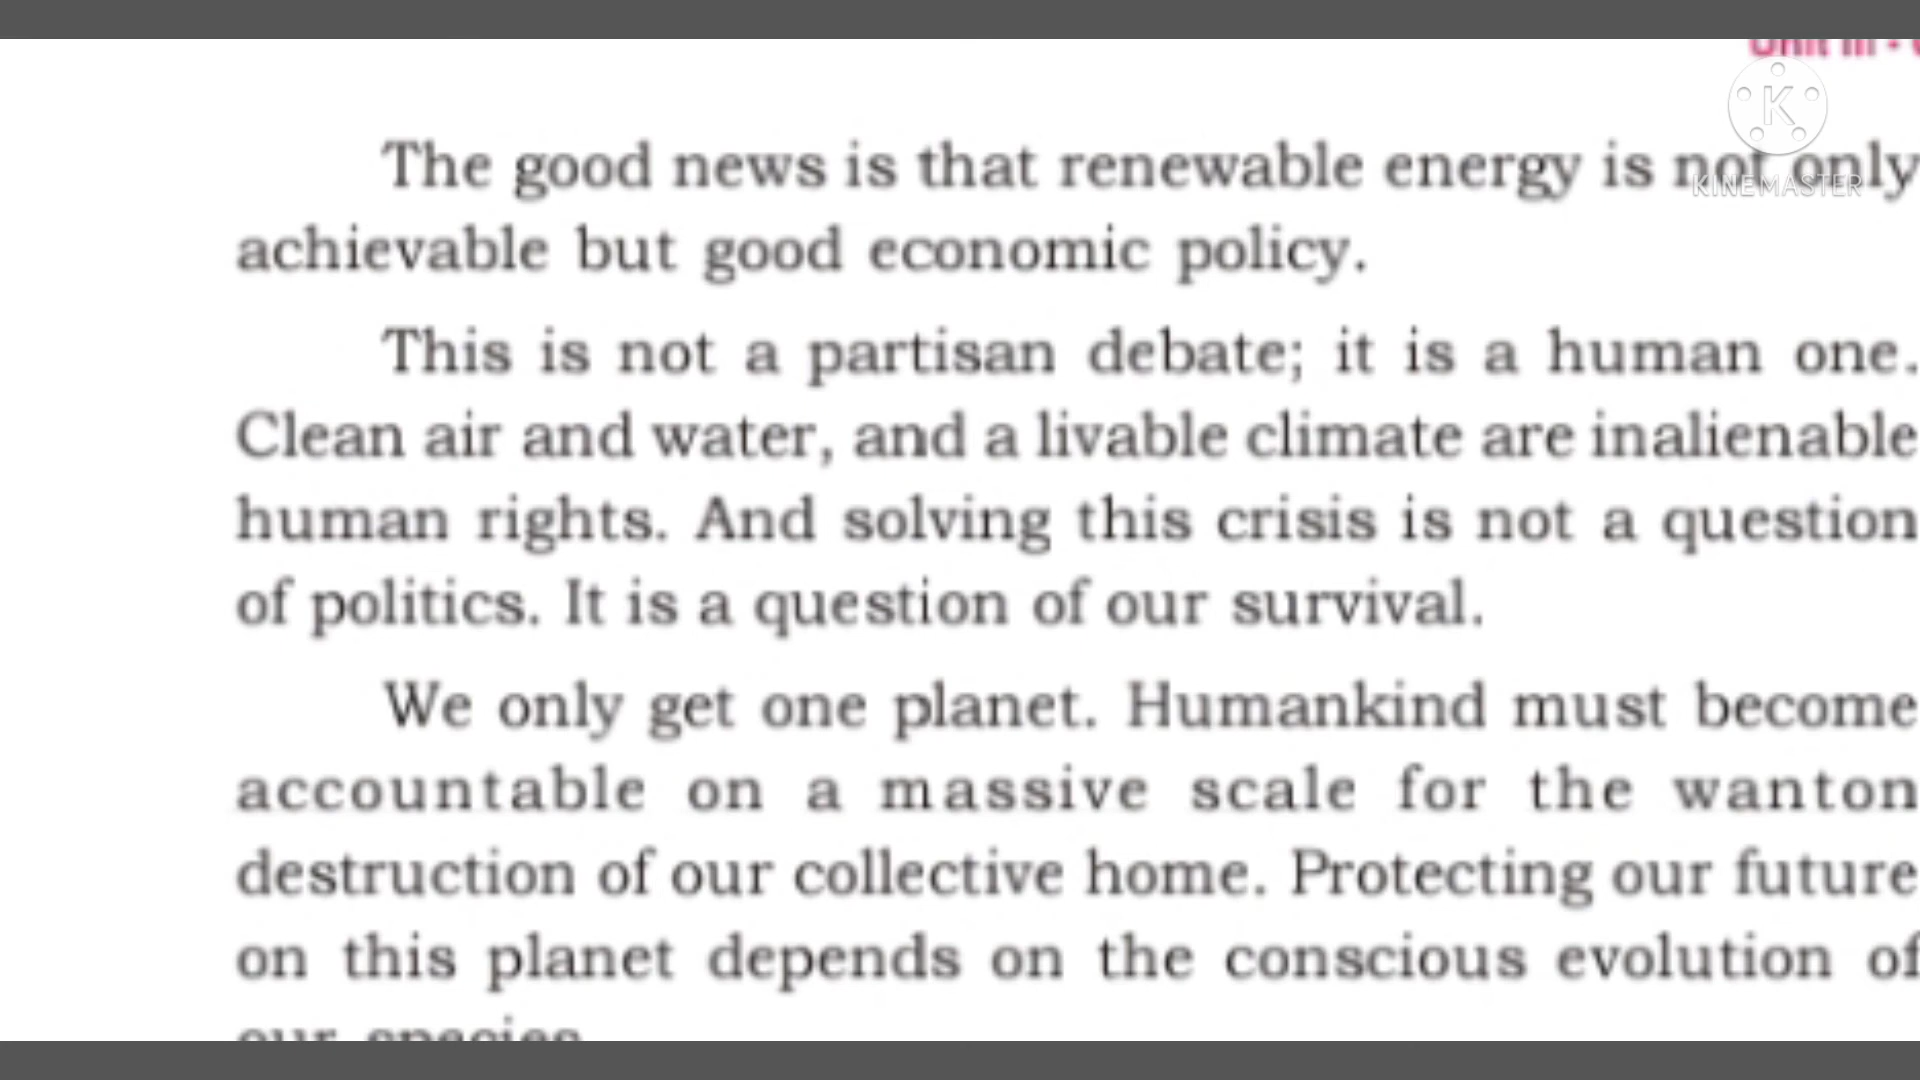 Unit III -
KINEMASTER
The good news is that renewable energy is not only
achievable but good economic policy.
This is not a partisan debate; it is a human one.
Clean air and water, and a livable climate are inalienable
human rights. And solving this crisis is not a question
of politics. It is a question of our survival.
We only get one planet. Humankind must become
accountable on a massive scale for the wanton
destruction of our collective home. Protecting our future
on this planet depends on the conscious evolution of
our species.